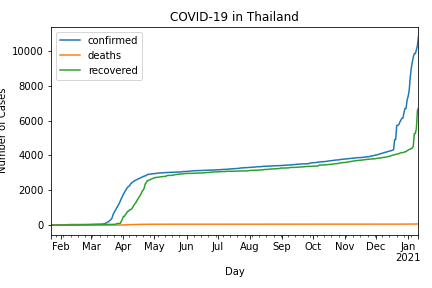 COVID-19 in Thailand
confirmed
deaths
recovered
10000
8000
6000
4000
2000
0
Number of Cases
Feb Mar Apr May Jun Jul Aug Sep Oct Nov Dec Jan
2021
Day